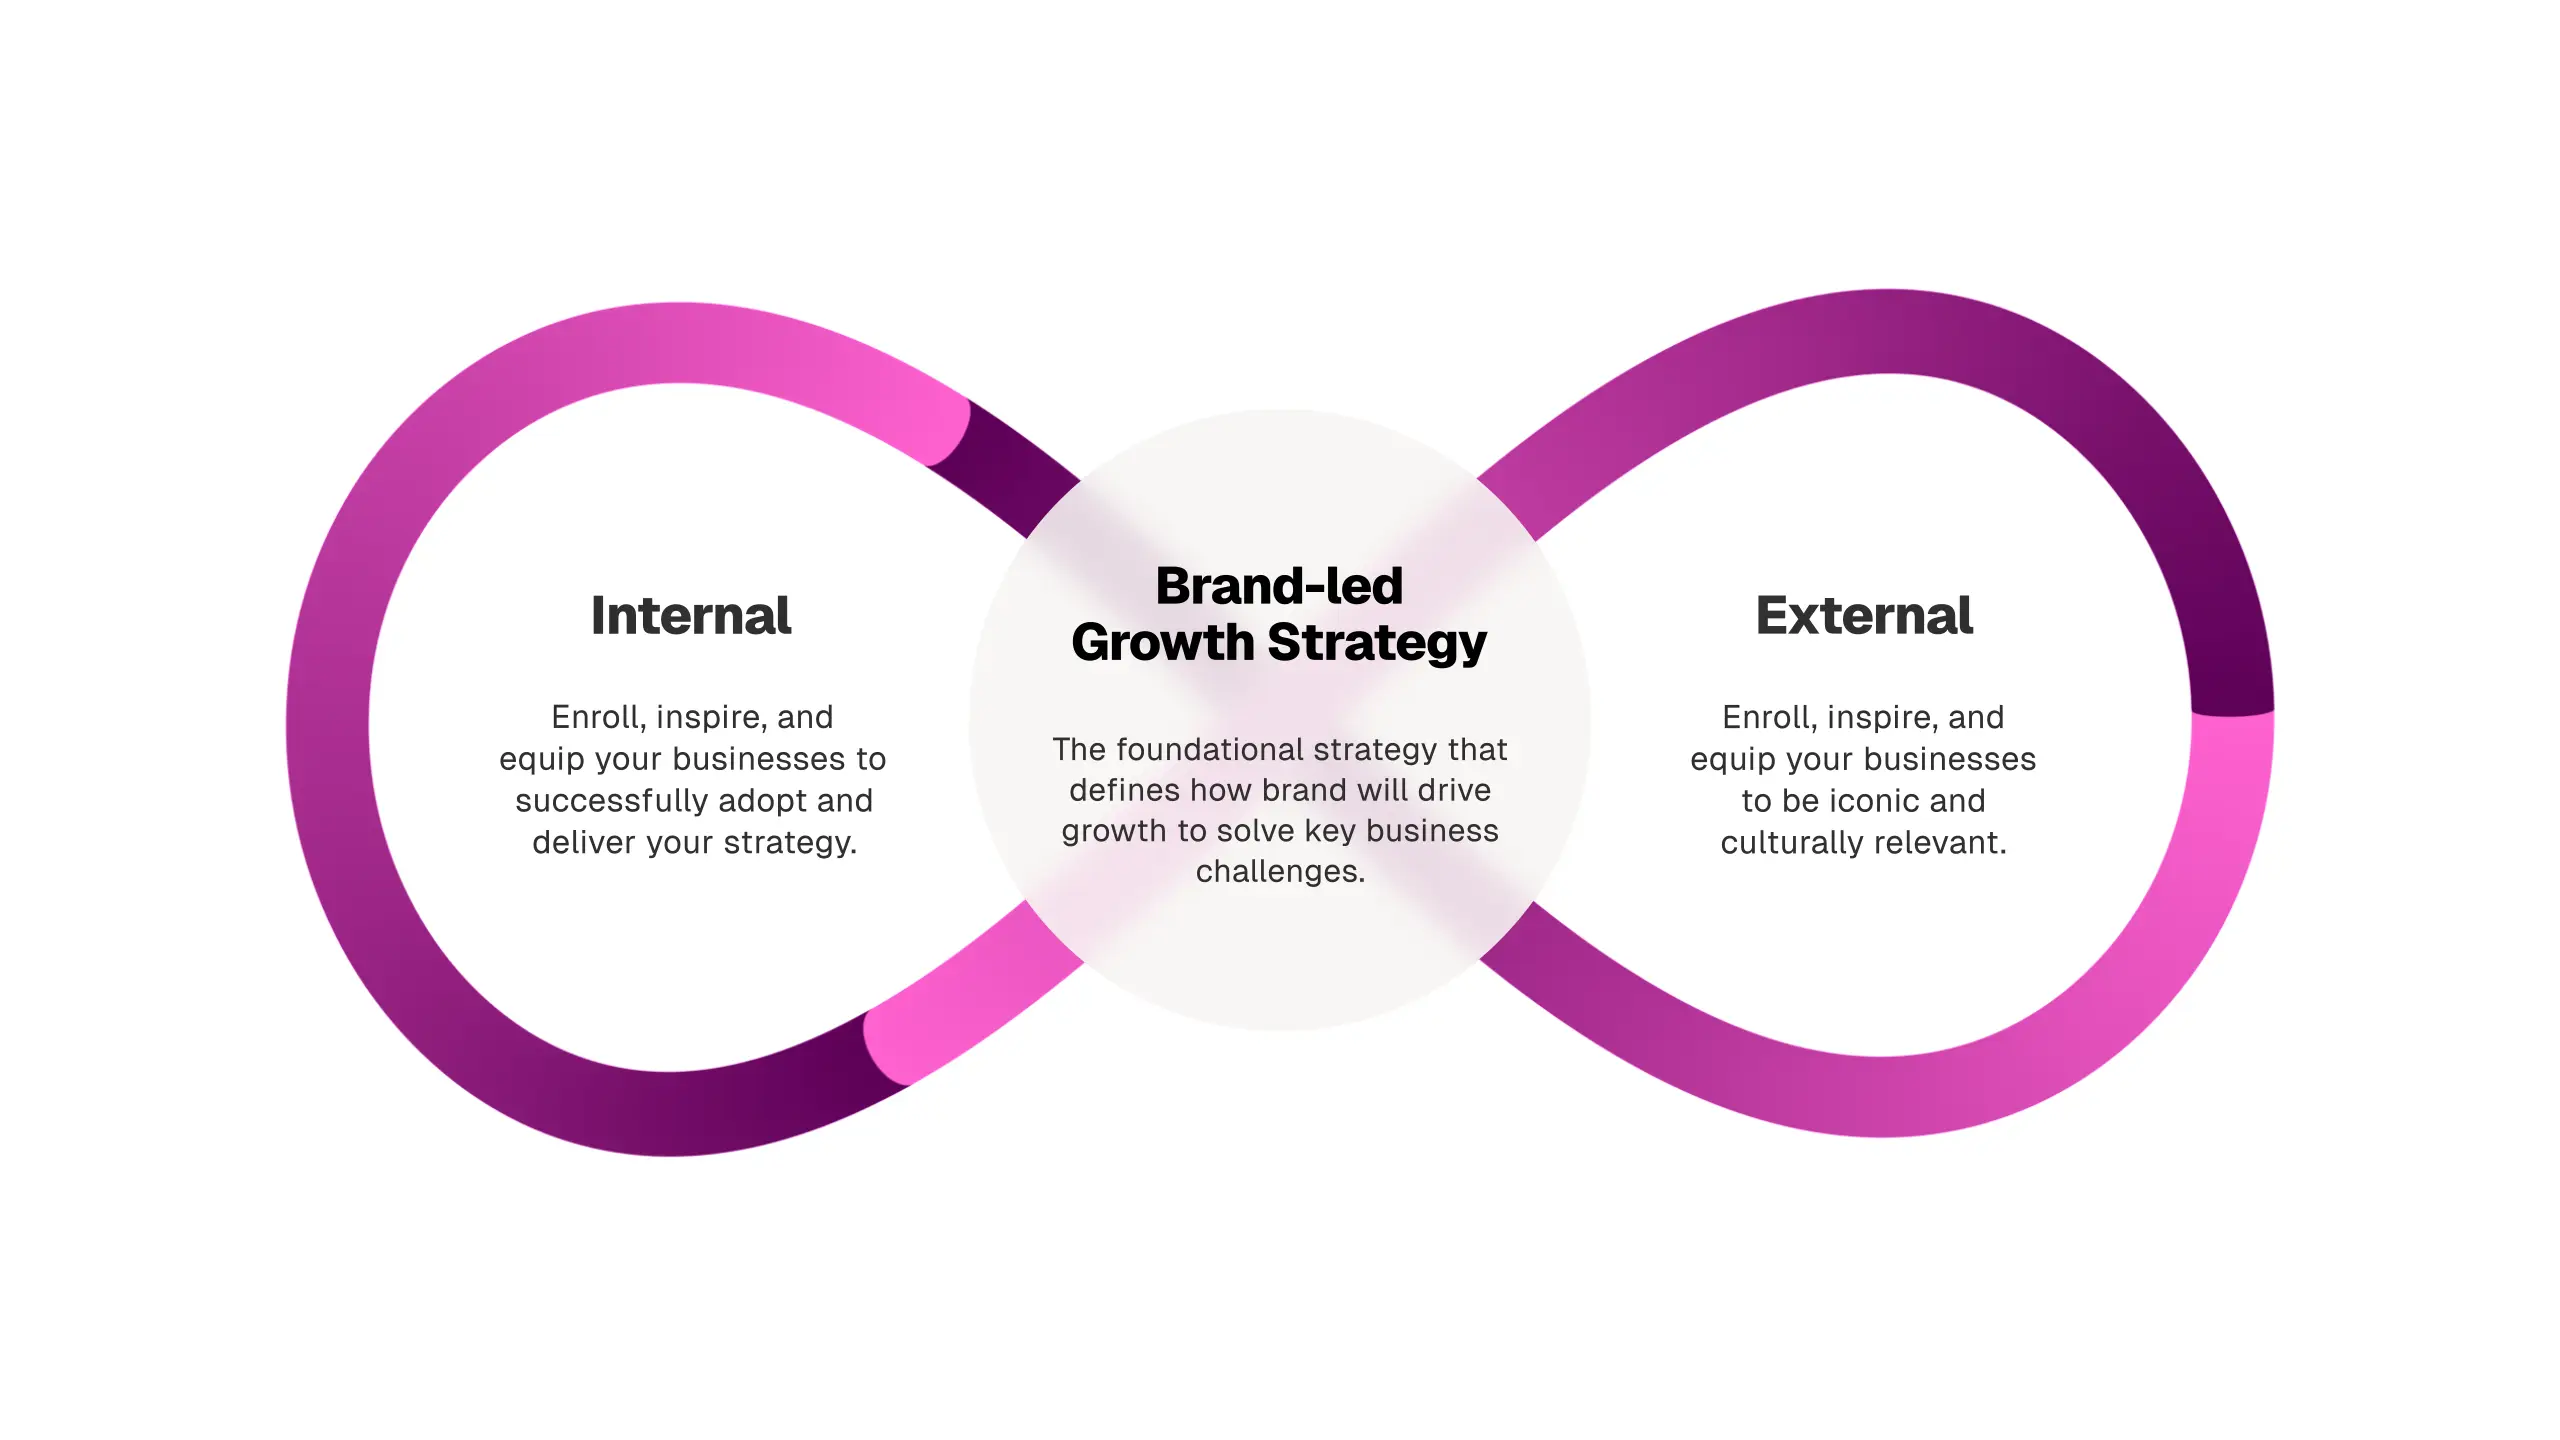 Internal
Enroll, inspire, and
equip your businesses to
successfully adopt and
deliver your strategy.
Brand-led
Growth Strategy
The foundational strategy that
defines how brand will drive
growth to solve key business
challenges.
External
Enroll, inspire, and
equip your businesses
to be iconic and
culturally relevant.